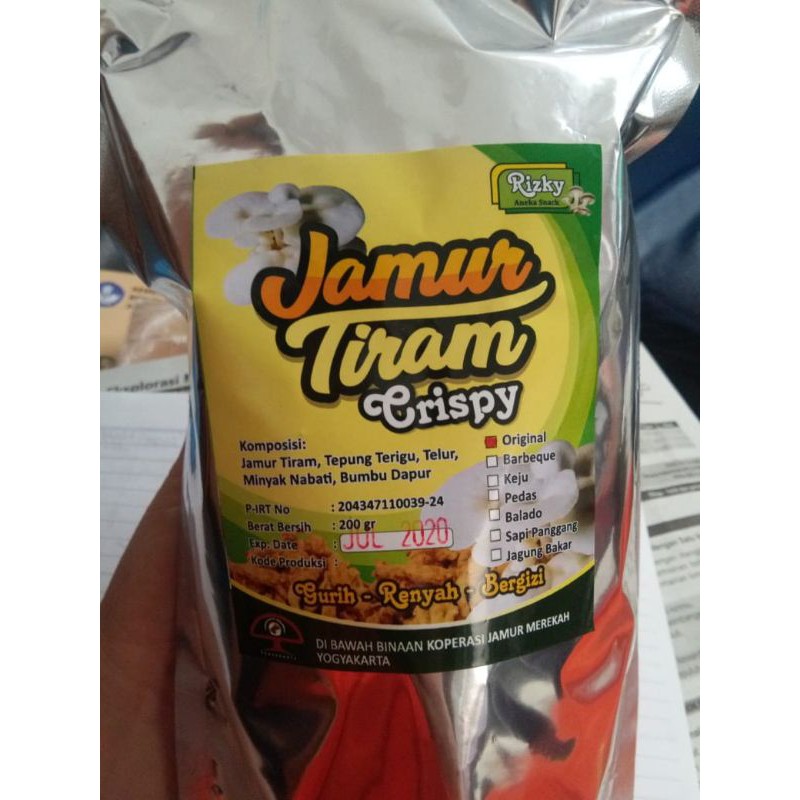 Rizky
Aneka Snack
Jamur
Tiram
Crispy
Komposisi:
Jamur Tiram, Tepung Terigu, Telur,
Minyak Nabati, Bumbu Dapur
P-IRT No : 204347110039-24
Berat Bersih : 200 gr
Exp. Date : JUL 2020
Kode Produksi :
Original
Barbeque
Keju
Pedas
Balado
Sapi Panggang
Jagung Bakar
Gurih - Renyah - Bergizi
DI BAWAH BINAAN KOPERASI JAMUR MEREKAH
YOGYAKARTA